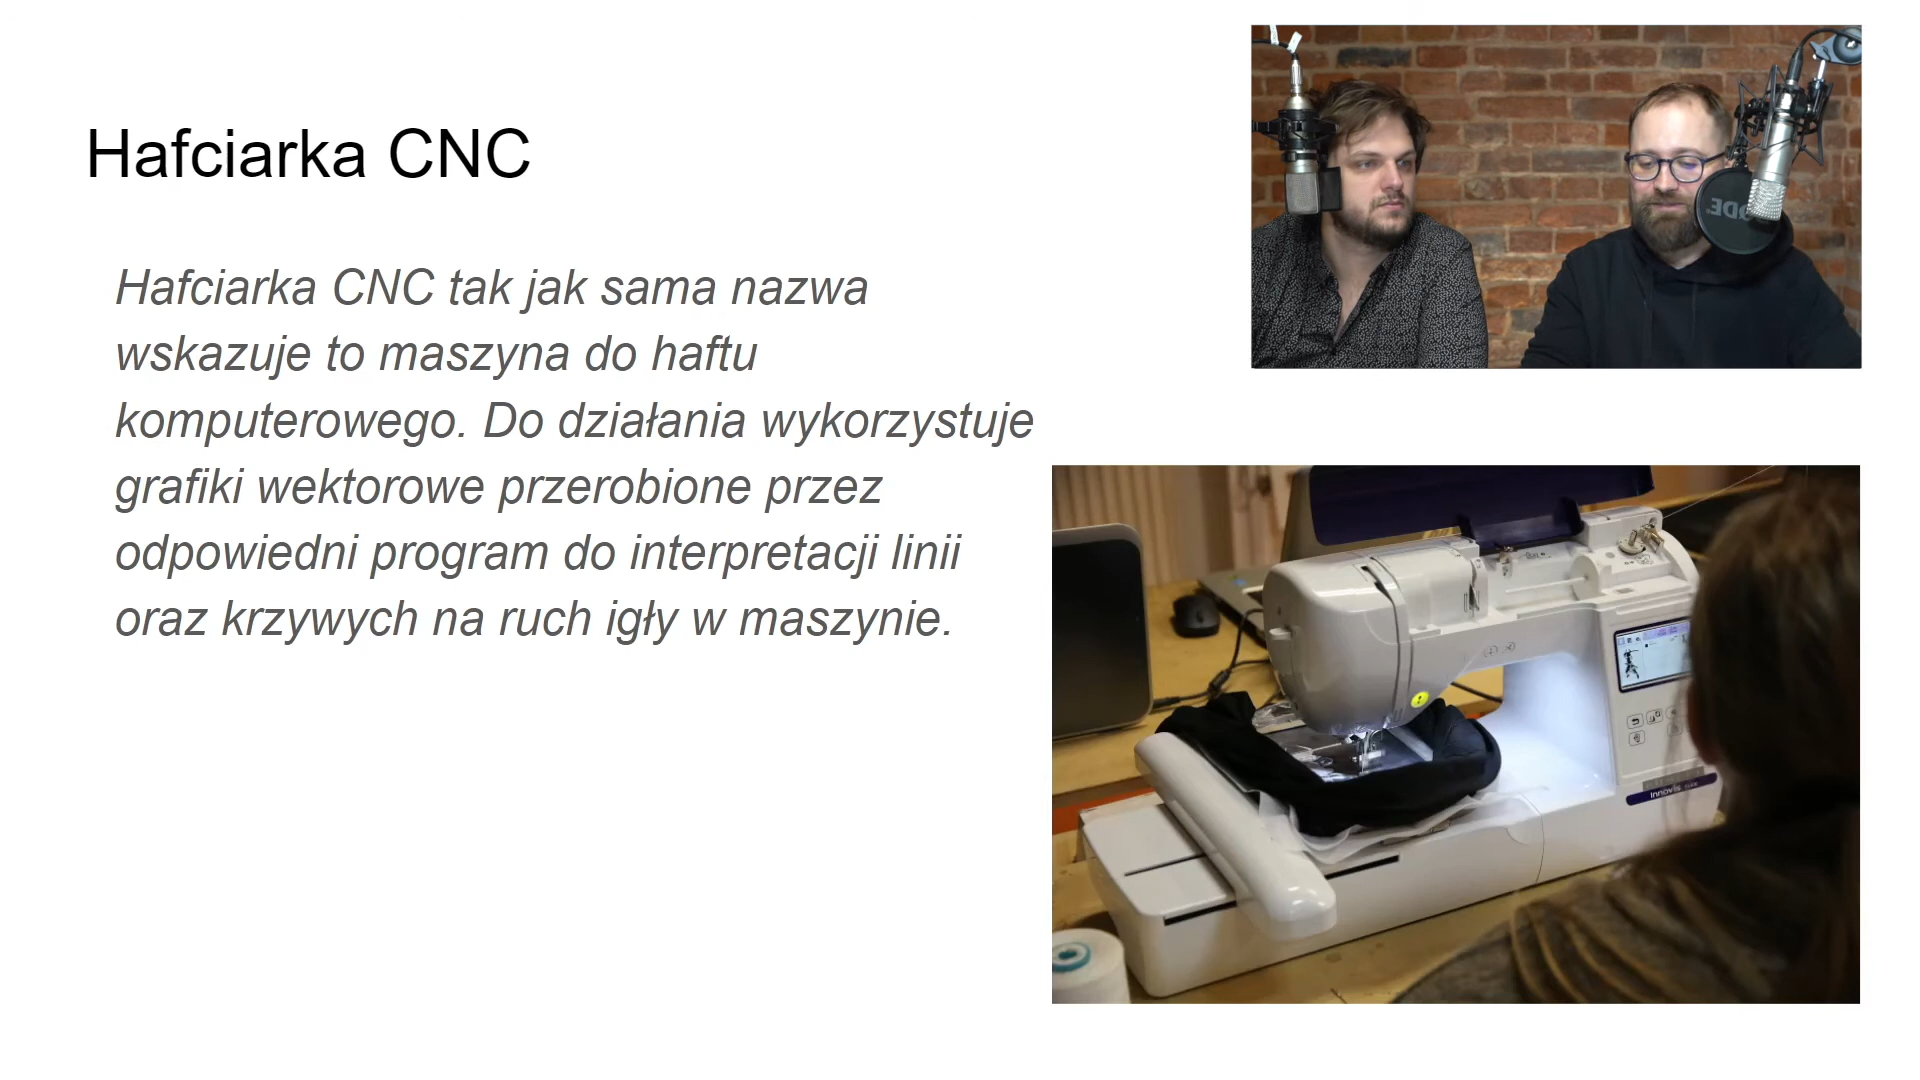 Hafciarka CNC
Hafciarka CNC tak jak sama nazwa
wskazuje to maszyna do haftu
komputerowego. Do działania wykorzystuje
grafiki wektorowe przerobione przez
odpowiedni program do interpretacji linii
oraz krzywych na ruch igły w maszynie.
innovis